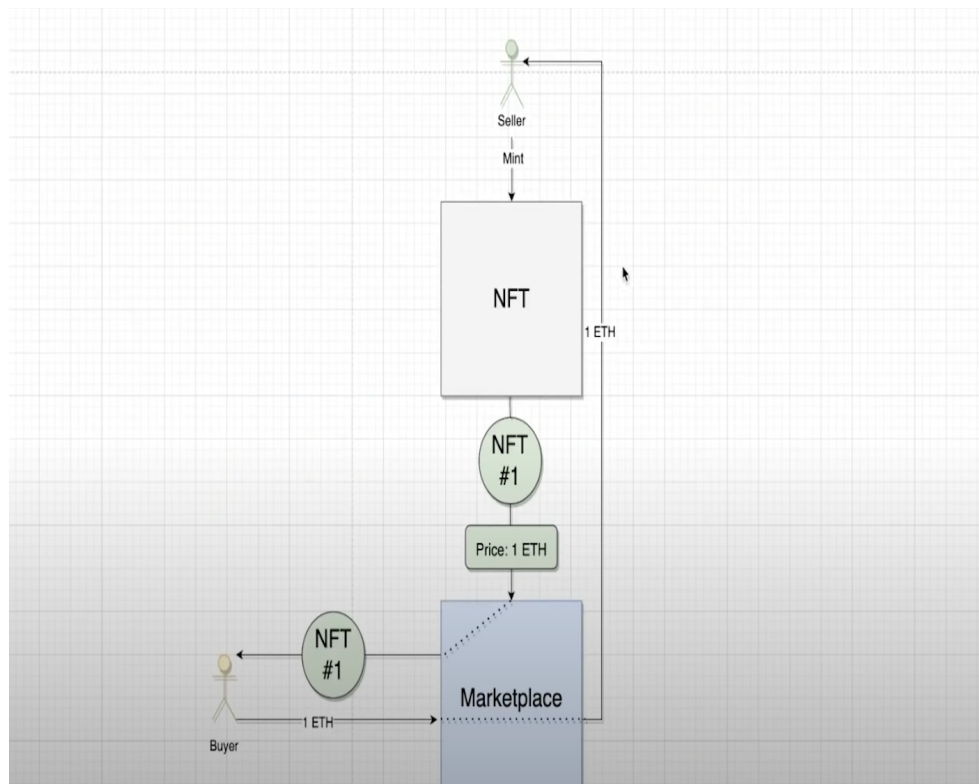 Seller
Mint
NFT
1 ETH
NFT
#1
Price: 1 ETH
NFT
#1
Marketplace
1 ETH
Buyer